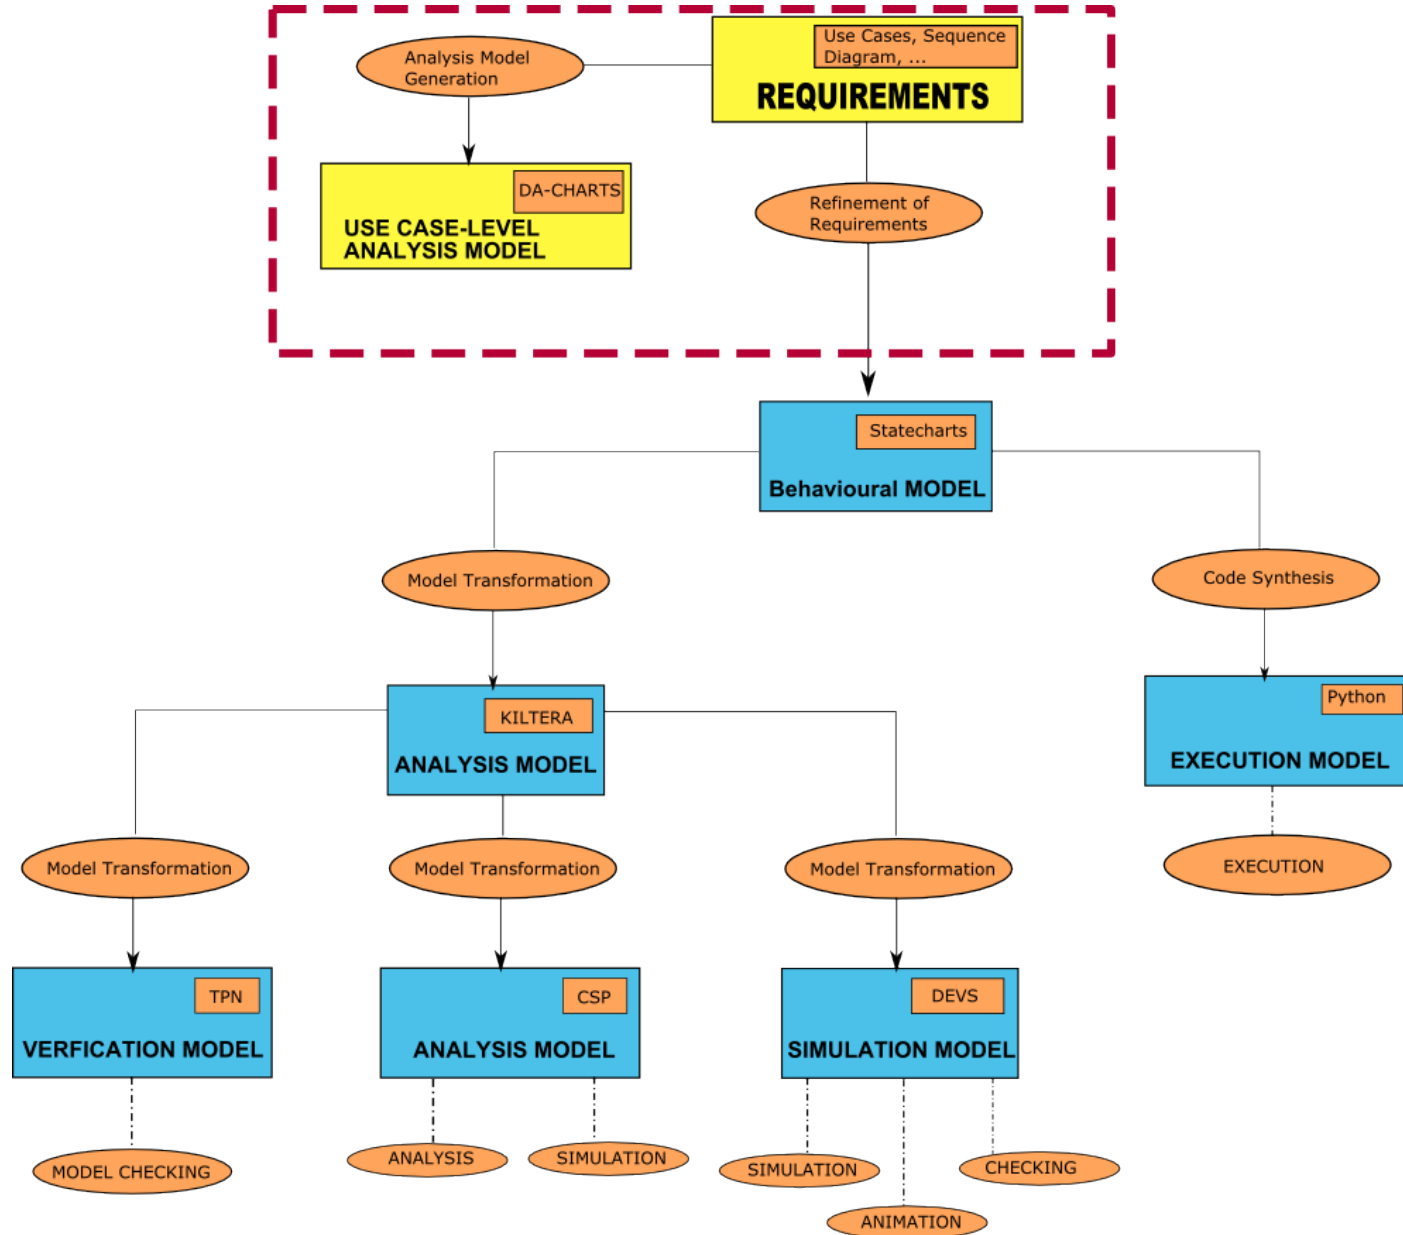 Use Cases, Sequence
Diagram, ...
REQUIREMENTS
Analysis Model
Generation
DA-CHARTS
USE CASE-LEVEL
ANALYSIS MODEL
Refinement of
Requirements
Statecharts
Behavioural MODEL
Model Transformation
Code Synthesis
KILTERA
ANALYSIS MODEL
Python
EXECUTION MODEL
Model Transformation
Model Transformation
Model Transformation
EXECUTION
TPN
VERFICATION MODEL
CSP
ANALYSIS MODEL
DEVS
SIMULATION MODEL
MODEL CHECKING
ANALYSIS
SIMULATION
SIMULATION
CHECKING
ANIMATION